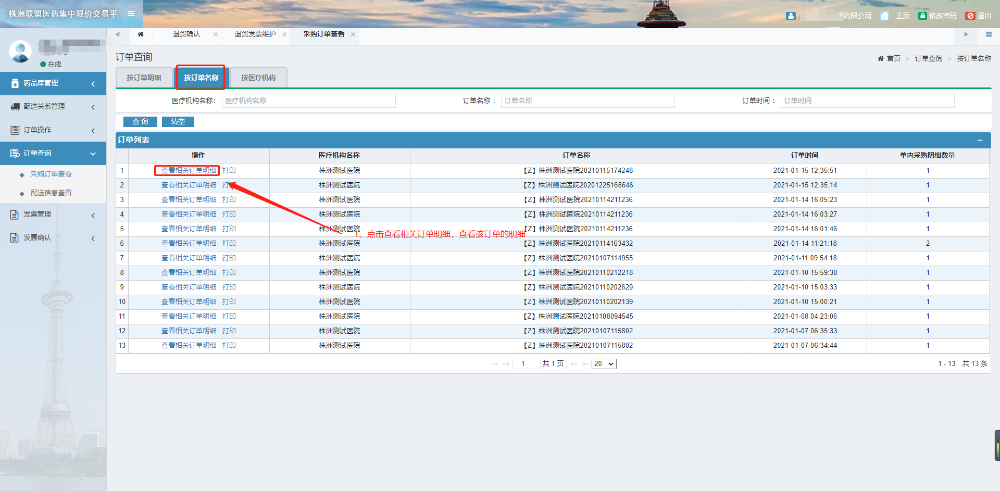 株洲联盟医药集中限价交易平
有限公司 主页 修改密码 退出
« 退货确认 × 退货发票维护 × 采购订单查看 × »
在线
药品库管理
配送关系管理
订单操作
订单查询
采购订单查看
配送信息查看
发票管理
发票确认
订单查询
首页 > 订单查询 > 按订单名称
按订单明细 按订单名称 按医疗机构
医疗机构名称： 医疗机构名称 订单名称： 订单名称 订单时间： 订单时间
查 询 清空
订单列表
操作 医疗机构名称 订单名称 订单时间 单内采购明细数量
1 查看相关订单明细 打印 株洲测试医院 【Z】株洲测试医院20210115174248 2021-01-15 12:35:51 1
2 查看相关订单明细 打印 株洲测试医院 【Z】株洲测试医院20201225165646 2021-01-15 12:35:14 1
3 查看相关订单明细 打印 株洲测试医院 【Z】株洲测试医院20210114211236 2021-01-14 16:05:23 1
4 查看相关订单明细 打印 株洲测试医院 【Z】株洲测试医院20210114211236 2021-01-14 16:03:27 1
5 查看相关订单明细 打印 株洲测试医院 【Z】株洲测试医院20210114211236 2021-01-14 16:01:46 1
1、点击查看相关订单明细，查看该订单的明细
6 查看相关订单明细 打印 株洲测试医院 【Z】株洲测试医院20210114163432 2021-01-14 11:21:18 2
7 查看相关订单明细 打印 株洲测试医院 【Z】株洲测试医院20210107114955 2021-01-11 09:54:18 1
8 查看相关订单明细 打印 株洲测试医院 【Z】株洲测试医院20210110212218 2021-01-10 15:59:38 1
9 查看相关订单明细 打印 株洲测试医院 【Z】株洲测试医院20210110202629 2021-01-10 15:03:33 1
10 查看相关订单明细 打印 株洲测试医院 【Z】株洲测试医院20210110202139 2021-01-10 15:00:21 1
11 查看相关订单明细 打印 株洲测试医院 【Z】株洲测试医院20210108094545 2021-01-08 04:23:06 1
12 查看相关订单明细 打印 株洲测试医院 【Z】株洲测试医院20210107115802 2021-01-07 06:35:33 1
13 查看相关订单明细 打印 株洲测试医院 【Z】株洲测试医院20210107115802 2021-01-07 06:34:44 1
1 共 1 页 20 1 - 13 共 13 条